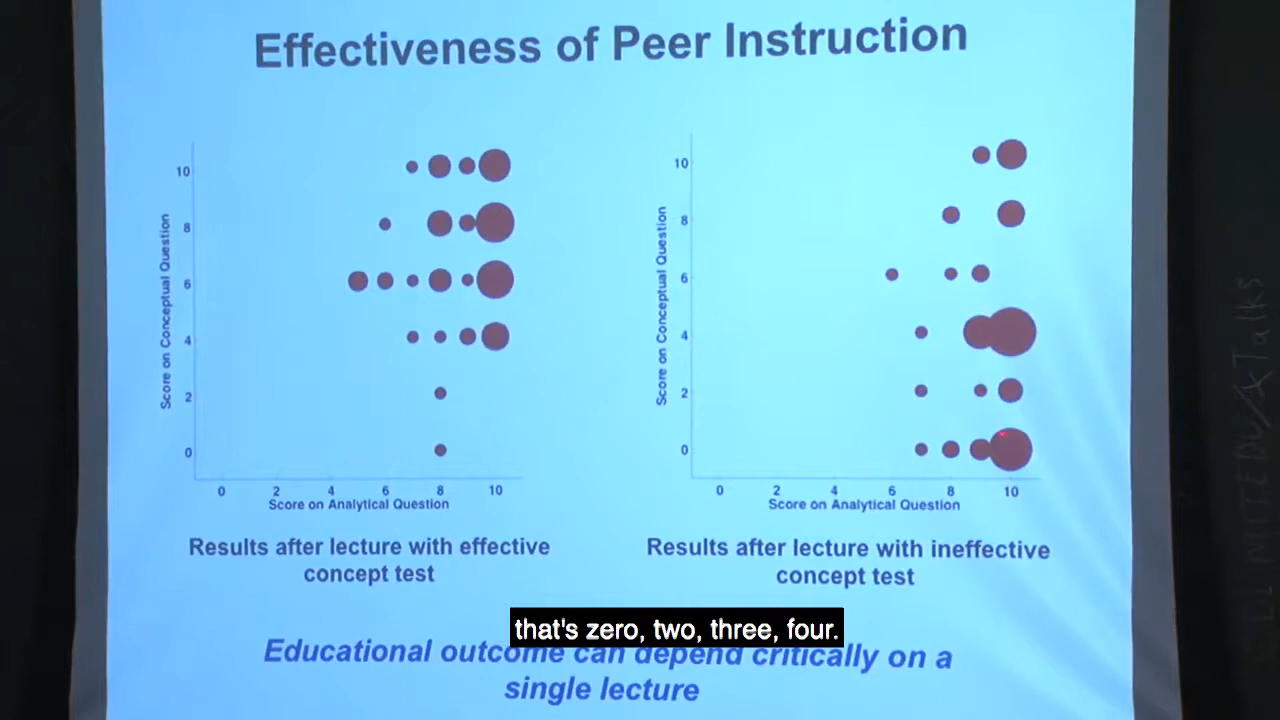 Effectiveness of Peer Instruction
10
8
6
4
2
0
Score on Conceptual Question
0 2 4 6 8 10
Score on Analytical Question
Results after lecture with effective
concept test
10
8
6
4
2
0
Score on Conceptual Question
0 2 4 6 8 10
Score on Analytical Question
Results after lecture with ineffective
concept test
that's zero, two, three, four.
Educational outcome can depend critically on a
single lecture